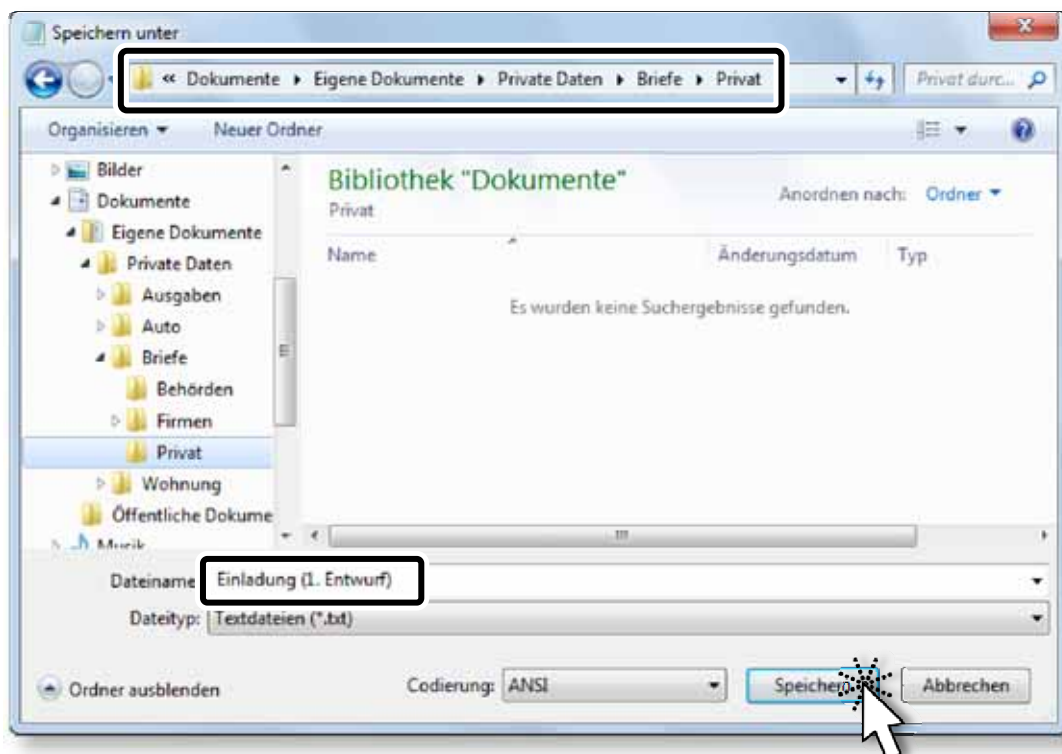 Speichern unter
« Dokumente ▸ Eigene Dokumente ▸ Private Daten ▸ Briefe ▸ Privat
Privat durc...
Organisieren
Neuer Ordner
Bilder
Dokumente
Eigene Dokumente
Private Daten
Ausgaben
Auto
Briefe
Behörden
Firmen
Privat
Wohnung
Öffentliche Dokume
Musik
Bibliothek "Dokumente"
Privat
Anordnen nach: Ordner
Name Änderungsdatum Typ
Es wurden keine Suchergebnisse gefunden.
Dateiname Einladung (1. Entwurf)
Dateityp: Textdateien (*.txt)
Ordner ausblenden
Codierung: ANSI
Speichern
Abbrechen